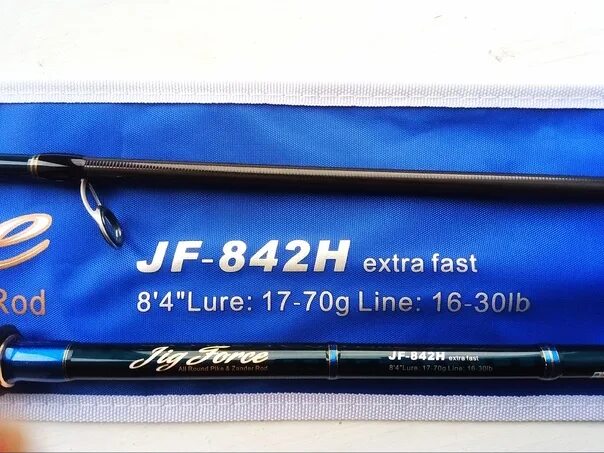 e
Rod
JF-842H extra fast
8'4"Lure: 17-70g Line: 16-30lb
Jig Force
All Round Pike & Zander Rod
JF-842H extra fast
8'4"Lure: 17-70g Line: 16-30lb